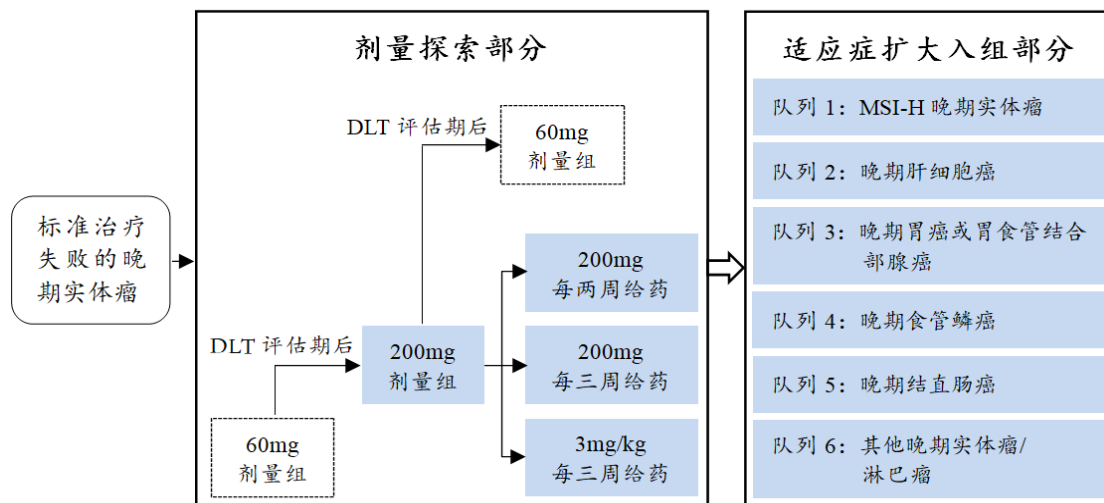 剂量探索部分
适应症扩大入组部分
标准治疗
失败的晚
期实体瘤
DLT 评估期后
60mg
剂量组
DLT 评估期后
200mg
剂量组
60mg
剂量组
200mg
每两周给药
200mg
每三周给药
3mg/kg
每三周给药
队列 1：MSI-H 晚期实体瘤
队列 2：晚期肝细胞癌
队列 3：晚期胃癌或胃食管结合
部腺癌
队列 4：晚期食管鳞癌
队列 5：晚期结直肠癌
队列 6：其他晚期实体瘤/
淋巴瘤